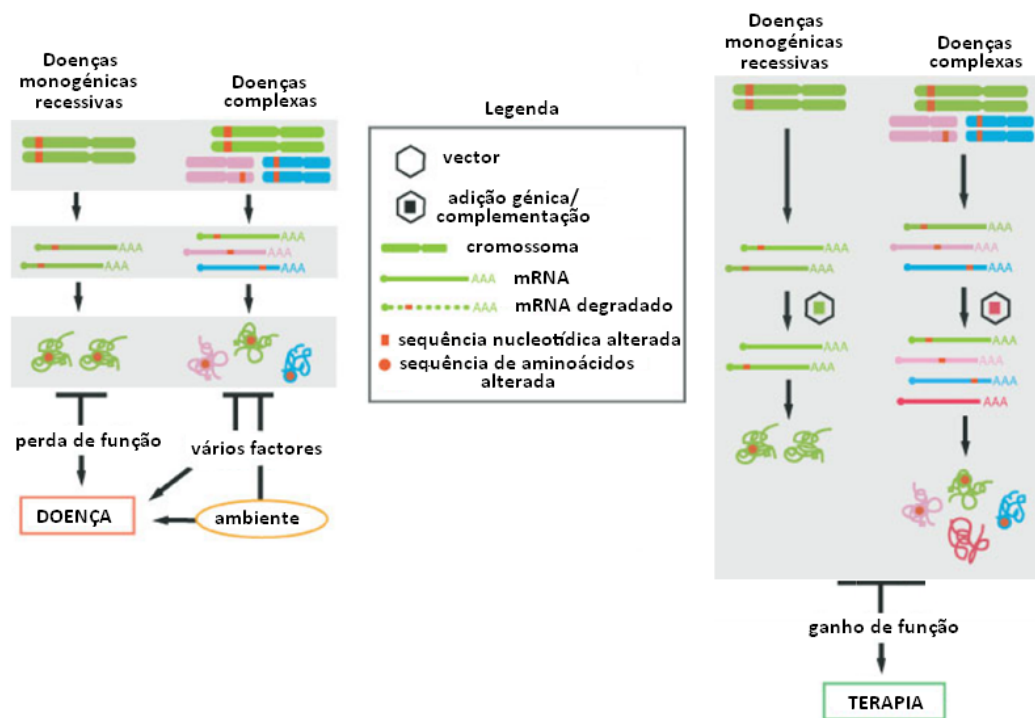 Doenças
monogénicas
recessivas
Doenças
complexas
AAA
AAA
AAA
AAA
AAA
perda de função
vários factores
DOENÇA
ambiente
Legenda
vector
adição génica/
complementação
cromossoma
AAA mRNA
AAA mRNA degradado
sequência nucleotídica alterada
sequência de aminoácidos
alterada
Doenças
monogénicas
recessivas
Doenças
complexas
AAA
AAA
AAA
AAA
AAA
AAA
AAA
AAA
AAA
AAA
AAA
ganho de função
TERAPIA